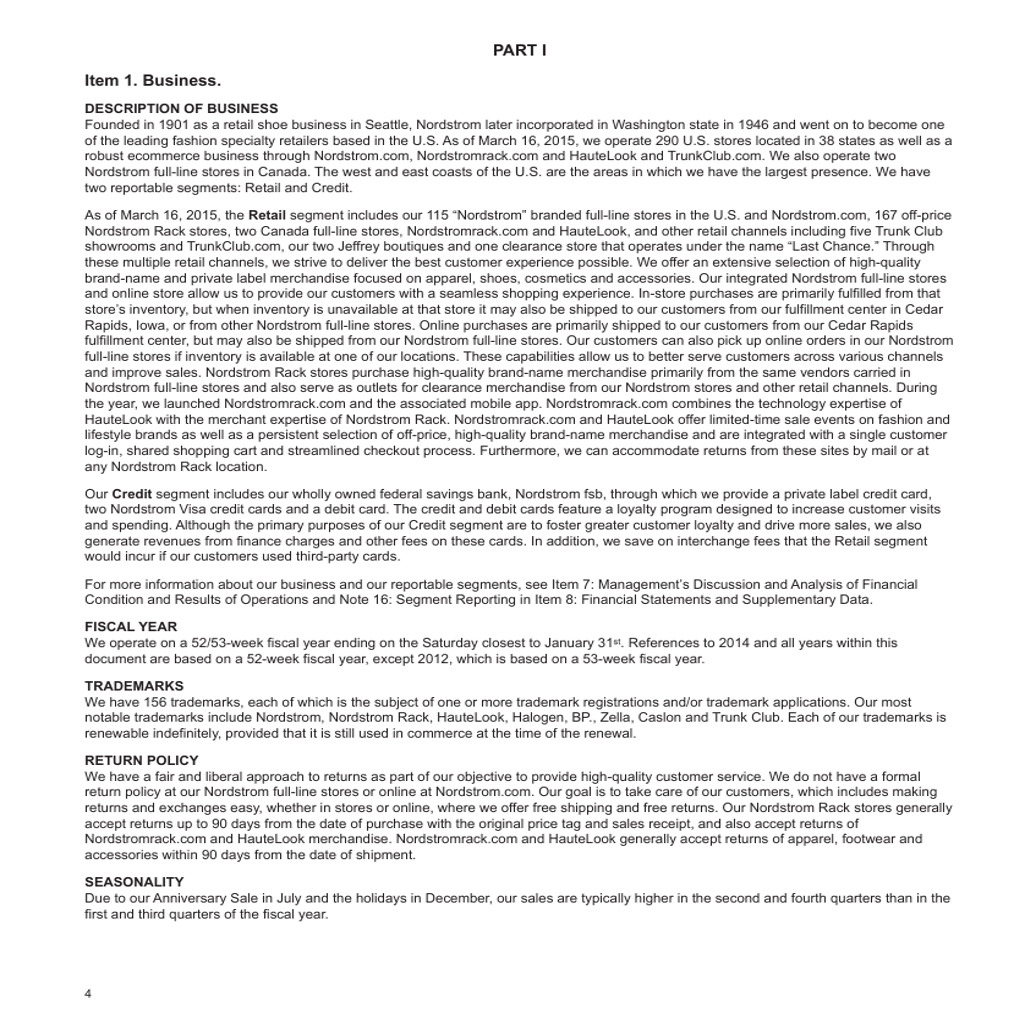 PART I
Item 1. Business.
DESCRIPTION OF BUSINESS
Founded in 1901 as a retail shoe business in Seattle, Nordstrom later incorporated in Washington state in 1946 and went on to become one
of the leading fashion specialty retailers based in the U.S. As of March 16, 2015, we operate 290 U.S. stores located in 38 states as well as a
robust ecommerce business through Nordstrom.com, Nordstromrack.com and HauteLook and TrunkClub.com. We also operate two
Nordstrom full-line stores in Canada. The west and east coasts of the U.S. are the areas in which we have the largest presence. We have
two reportable segments: Retail and Credit.
As of March 16, 2015, the Retail segment includes our 115 “Nordstrom” branded full-line stores in the U.S. and Nordstrom.com, 167 off-price
Nordstrom Rack stores, two Canada full-line stores, Nordstromrack.com and HauteLook, and other retail channels including five Trunk Club
showrooms and TrunkClub.com, our two Jeffrey boutiques and one clearance store that operates under the name “Last Chance.” Through
these multiple retail channels, we strive to deliver the best customer experience possible. We offer an extensive selection of high-quality
brand-name and private label merchandise focused on apparel, shoes, cosmetics and accessories. Our integrated Nordstrom full-line stores
and online store allow us to provide our customers with a seamless shopping experience. In-store purchases are primarily fulfilled from that
store’s inventory, but when inventory is unavailable at that store it may also be shipped to our customers from our fulfillment center in Cedar
Rapids, Iowa, or from other Nordstrom full-line stores. Online purchases are primarily shipped to our customers from our Cedar Rapids
fulfillment center, but may also be shipped from our Nordstrom full-line stores. Our customers can also pick up online orders in our Nordstrom
full-line stores if inventory is available at one of our locations. These capabilities allow us to better serve customers across various channels
and improve sales. Nordstrom Rack stores purchase high-quality brand-name merchandise primarily from the same vendors carried in
Nordstrom full-line stores and also serve as outlets for clearance merchandise from our Nordstrom stores and other retail channels. During
the year, we launched Nordstromrack.com and the associated mobile app. Nordstromrack.com combines the technology expertise of
HauteLook with the merchant expertise of Nordstrom Rack. Nordstromrack.com and HauteLook offer limited-time sale events on fashion and
lifestyle brands as well as a persistent selection of off-price, high-quality brand-name merchandise and are integrated with a single customer
log-in, shared shopping cart and streamlined checkout process. Furthermore, we can accommodate returns from these sites by mail or at
any Nordstrom Rack location.
Our Credit segment includes our wholly owned federal savings bank, Nordstrom fsb, through which we provide a private label credit card,
two Nordstrom Visa credit cards and a debit card. The credit and debit cards feature a loyalty program designed to increase customer visits
and spending. Although the primary purposes of our Credit segment are to foster greater customer loyalty and drive more sales, we also
generate revenues from finance charges and other fees on these cards. In addition, we save on interchange fees that the Retail segment
would incur if our customers used third-party cards.
For more information about our business and our reportable segments, see Item 7: Management’s Discussion and Analysis of Financial
Condition and Results of Operations and Note 16: Segment Reporting in Item 8: Financial Statements and Supplementary Data.
FISCAL YEAR
We operate on a 52/53-week fiscal year ending on the Saturday closest to January 31st. References to 2014 and all years within this
document are based on a 52-week fiscal year, except 2012, which is based on a 53-week fiscal year.
TRADEMARKS
We have 156 trademarks, each of which is the subject of one or more trademark registrations and/or trademark applications. Our most
notable trademarks include Nordstrom, Nordstrom Rack, HauteLook, Halogen, BP., Zella, Caslon and Trunk Club. Each of our trademarks is
renewable indefinitely, provided that it is still used in commerce at the time of the renewal.
RETURN POLICY
We have a fair and liberal approach to returns as part of our objective to provide high-quality customer service. We do not have a formal
return policy at our Nordstrom full-line stores or online at Nordstrom.com. Our goal is to take care of our customers, which includes making
returns and exchanges easy, whether in stores or online, where we offer free shipping and free returns. Our Nordstrom Rack stores generally
accept returns up to 90 days from the date of purchase with the original price tag and sales receipt, and also accept returns of
Nordstromrack.com and HauteLook merchandise. Nordstromrack.com and HauteLook generally accept returns of apparel, footwear and
accessories within 90 days from the date of shipment.
SEASONALITY
Due to our Anniversary Sale in July and the holidays in December, our sales are typically higher in the second and fourth quarters than in the
first and third quarters of the fiscal year.
4